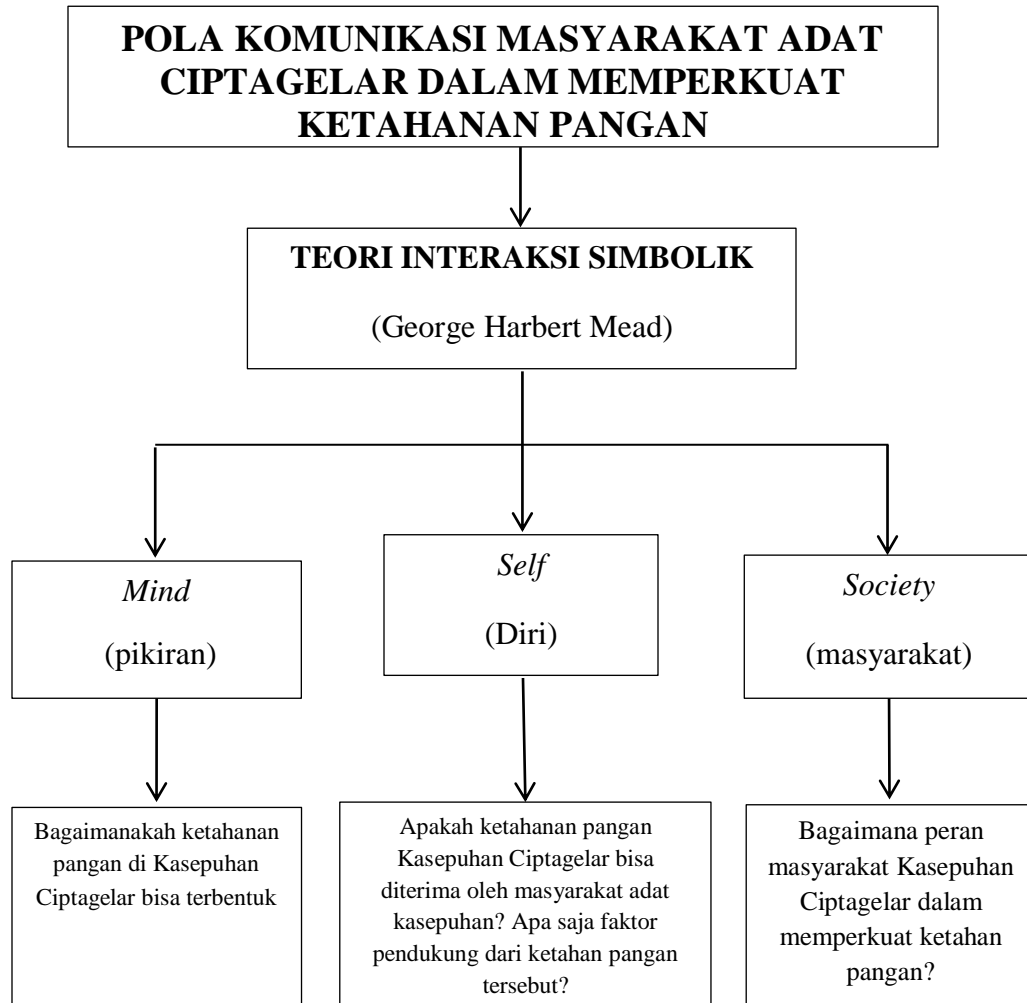 POLA KOMUNIKASI MASYARAKAT ADAT
CIPTAGELAR DALAM MEMPERKUAT
KETAHANAN PANGAN
TEORI INTERAKSI SIMBOLIK
(George Harbert Mead)
Mind
(pikiran)
Self
(Diri)
Society
(masyarakat)
Bagaimanakah ketahanan
pangan di Kasepuhan
Ciptagelar bisa terbentuk
Apakah ketahanan pangan
Kasepuhan Ciptagelar bisa
diterima oleh masyarakat adat
kasepuhan? Apa saja faktor
pendukung dari ketahan pangan
tersebut?
Bagaimana peran
masyarakat Kasepuhan
Ciptagelar dalam
memperkuat ketahan
pangan?